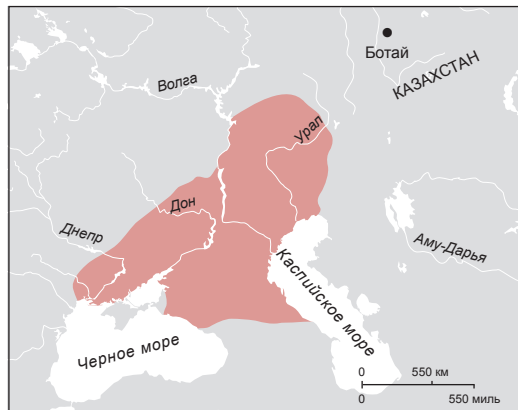 Ботай
КАЗАХСТАН
Волга
Урал
Дон
Днепр
Аму-Дарья
Каспийское море
Черное море
0 550 км
0 550 миль